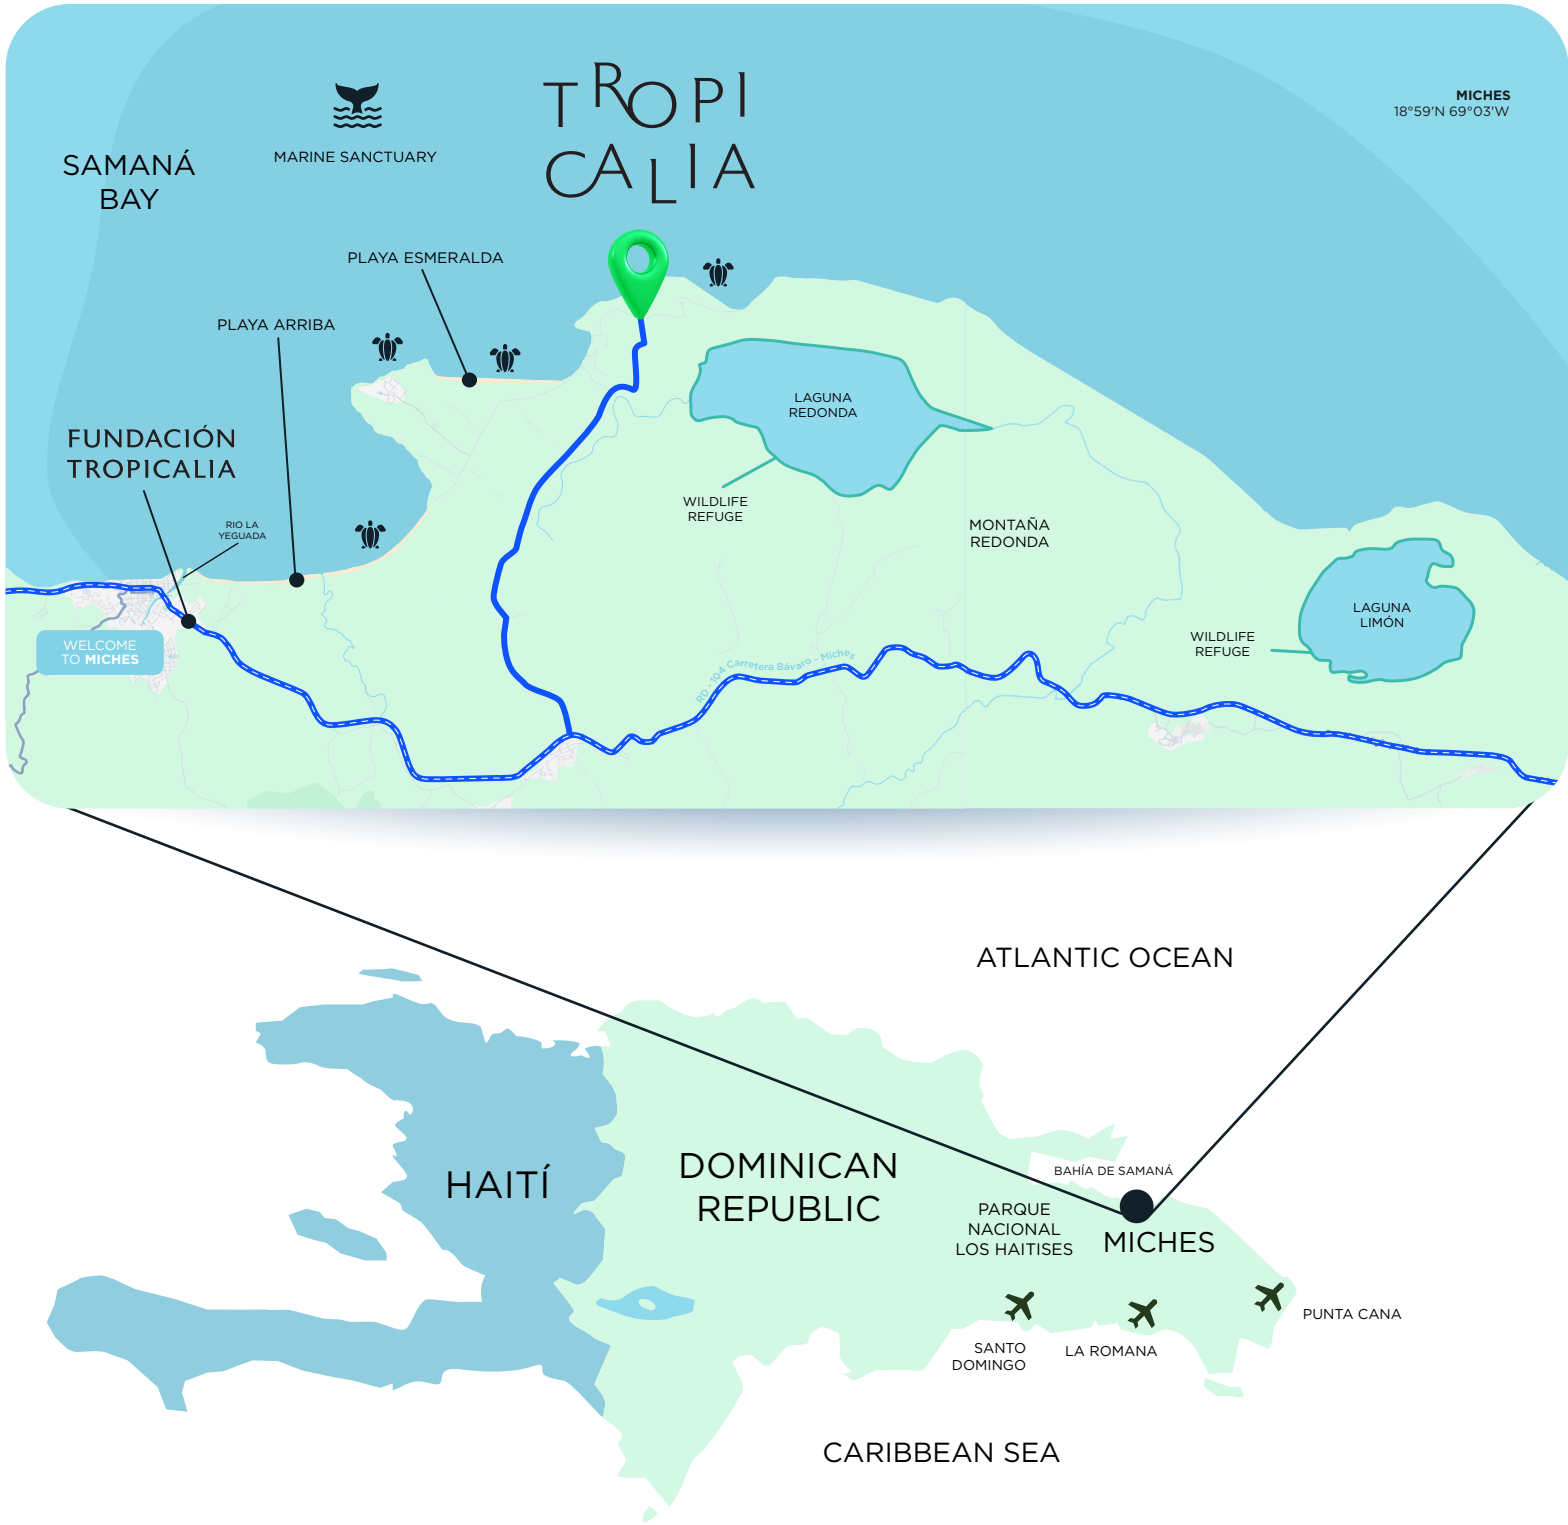 TROPI
CALIA
MICHES
18°59'N 69°03'W
MARINE SANCTUARY
SAMANÁ
BAY
PLAYA ESMERALDA
PLAYA ARRIBA
LAGUNA
REDONDA
FUNDACIÓN
TROPICALIA
WILDLIFE
REFUGE
RIO LA
YEGUADA
MONTAÑA
REDONDA
LAGUNA
LIMÓN
WILDLIFE
REFUGE
WELCOME
TO MICHES
RD - 104 Carretera Bávaro - Miches
ATLANTIC OCEAN
HAITÍ
DOMINICAN
REPUBLIC
BAHÍA DE SAMANÁ
PARQUE
NACIONAL
LOS HAITISES
MICHES
PUNTA CANA
SANTO
DOMINGO
LA ROMANA
CARIBBEAN SEA